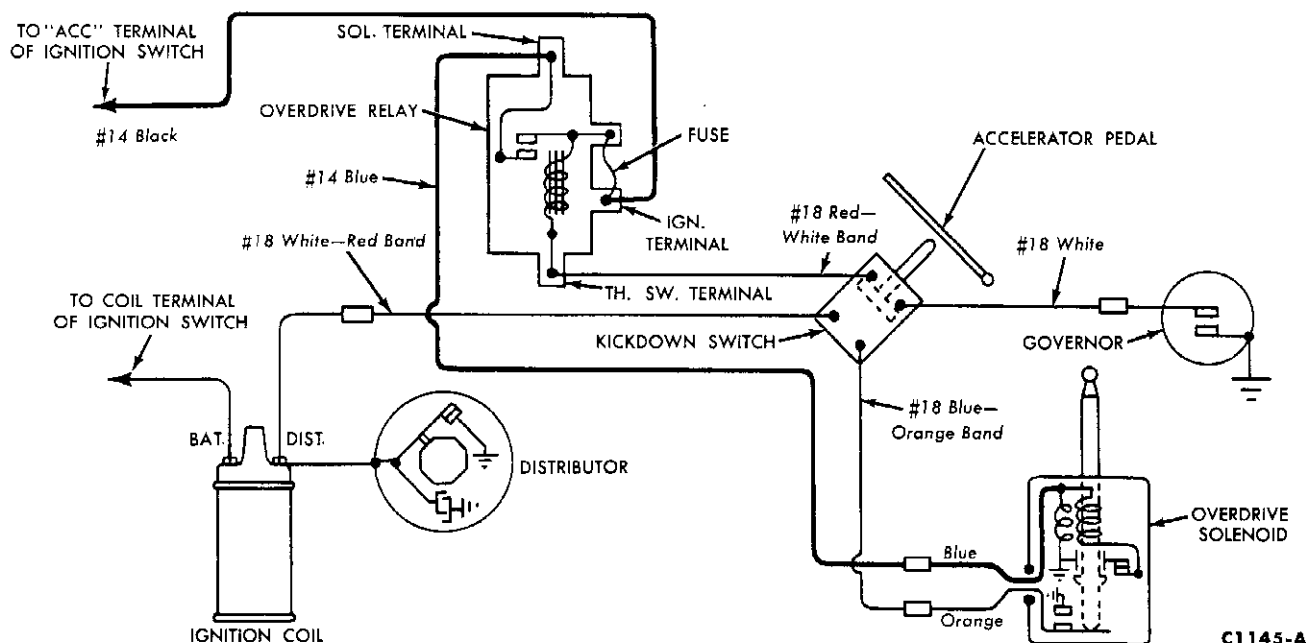 TO "ACC" TERMINAL
OF IGNITION SWITCH
SOL. TERMINAL
#14 Black
OVERDRIVE RELAY
FUSE
ACCELERATOR PEDAL
#14 Blue
IGN.
TERMINAL
#18 Red—
White Band
#18 White—Red Band
#18 White
TH. SW. TERMINAL
TO COIL TERMINAL
OF IGNITION SWITCH
KICKDOWN SWITCH
GOVERNOR
#18 Blue—
Orange Band
BAT.
DIST.
DISTRIBUTOR
OVERDRIVE
SOLENOID
Blue
Orange
IGNITION COIL
C1145-A